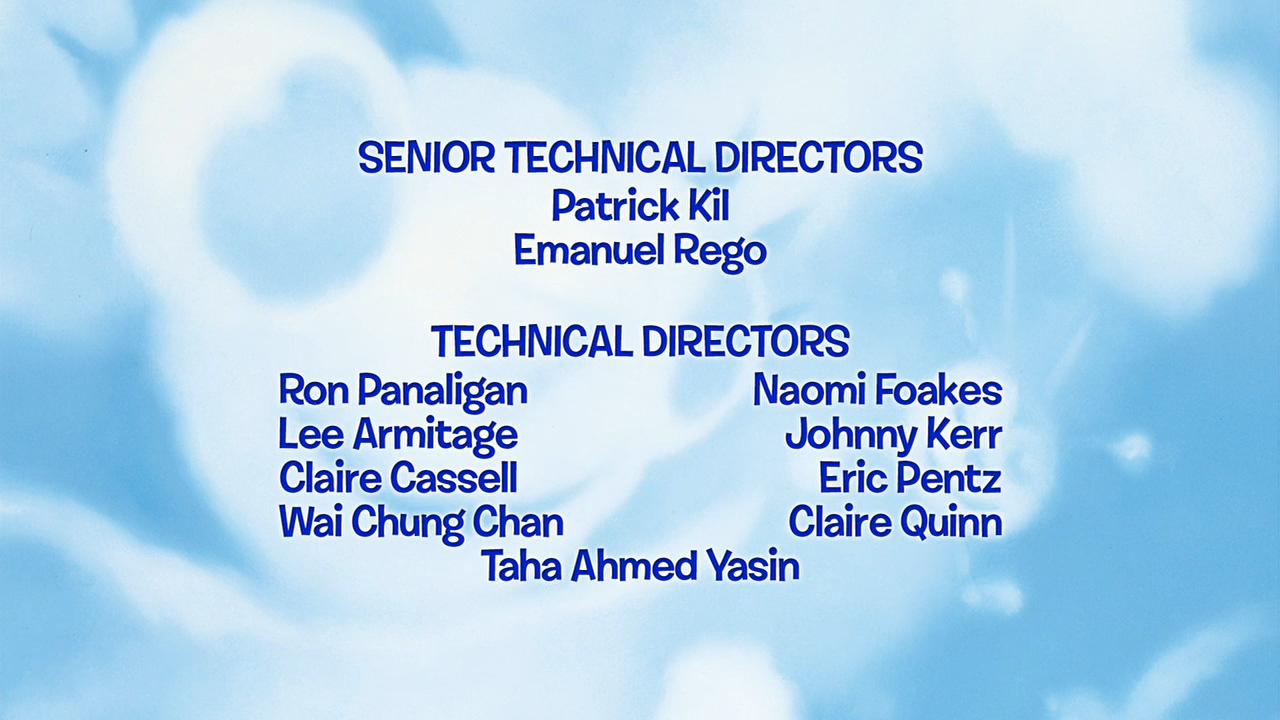 SENIOR TECHNICAL DIRECTORS
Patrick Kil
Emanuel Rego
TECHNICAL DIRECTORS
Ron Panaligan Naomi Foakes
Lee Armitage Johnny Kerr
Claire Cassell Eric Pentz
Wai Chung Chan Claire Quinn
Taha Ahmed Yasin